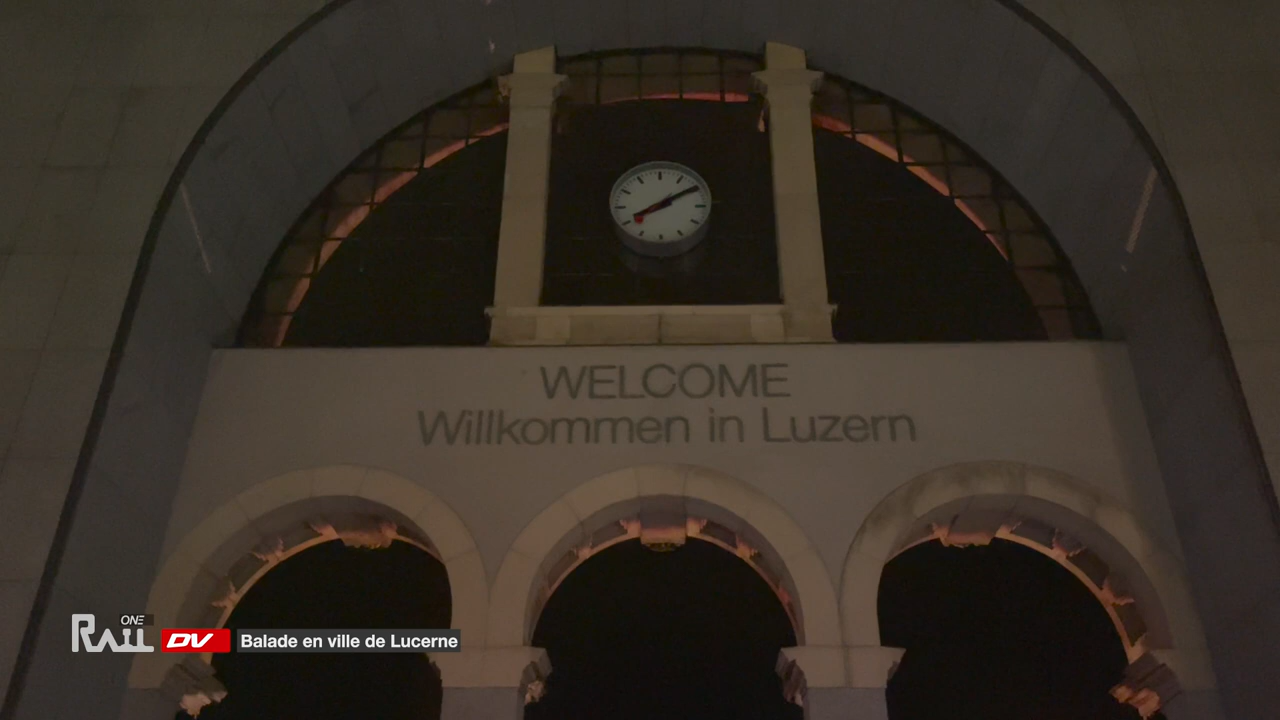 WELCOME
Willkommen in Luzern
RAIL ONE
DV
Balade en ville de Lucerne